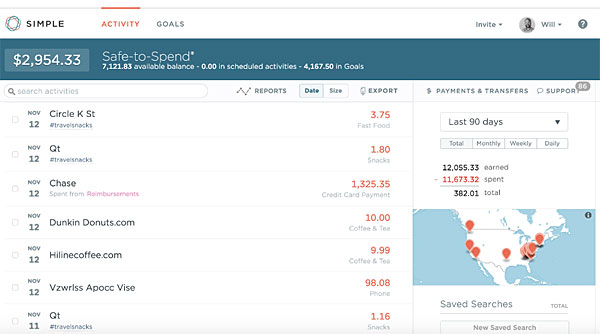 SIMPLE ACTIVITY GOALS Invite Will ?
$2,954.33
Safe-to-Spend*
7,121.83 available balance - 0.00 in scheduled activities - 4,167.50 in Goals
search activities REPORTS Date Size EXPORT
$ PAYMENTS & TRANSFERS SUPPORT 86
NOV 12 Circle K St 3.75
#travelsnacks Fast Food
NOV 12 Qt 1.80
#travelsnacks Snacks
NOV 12 Chase 1,325.35
Spent from Reimbursements Credit Card Payment
NOV 12 Dunkin Donuts.com 10.00
Coffee & Tea
NOV 12 Hilinecoffee.com 9.99
Coffee & Tea
NOV 12 Vzwrlss Apocc Vise 98.08
Phone
NOV 12 Qt 1.16
#travelsnacks Snacks
Last 90 days
Total Monthly Weekly Daily
12,055.33 earned
- 11,673.32 spent
382.01 total
Saved Searches TOTAL
New Saved Search